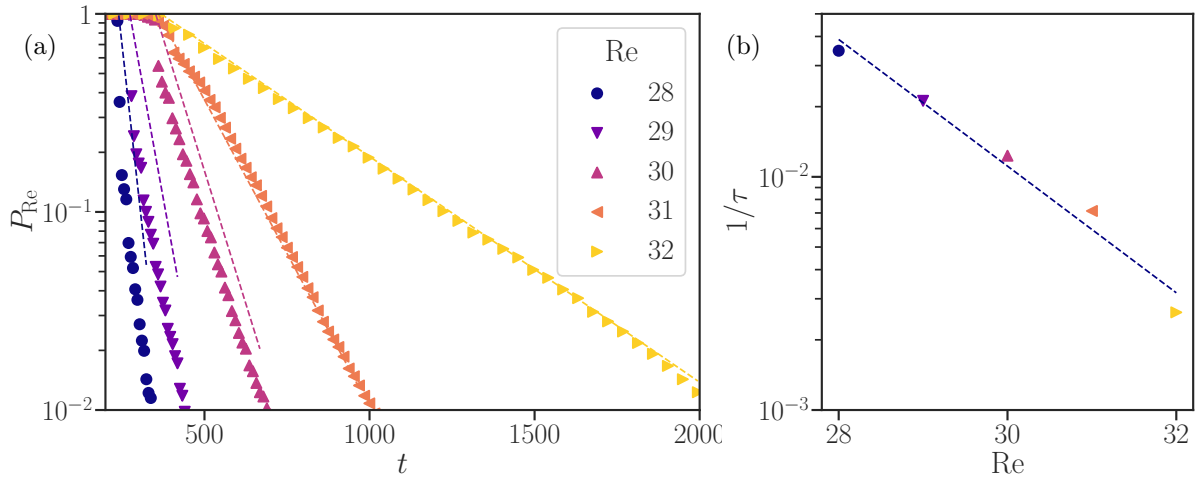 (a)
P_Re
1
10^{-1}
10^{-2}
500
1000
1500
2000
t
Re
28
29
30
31
32
(b)
1/τ
10^{-2}
10^{-3}
28
30
32
Re